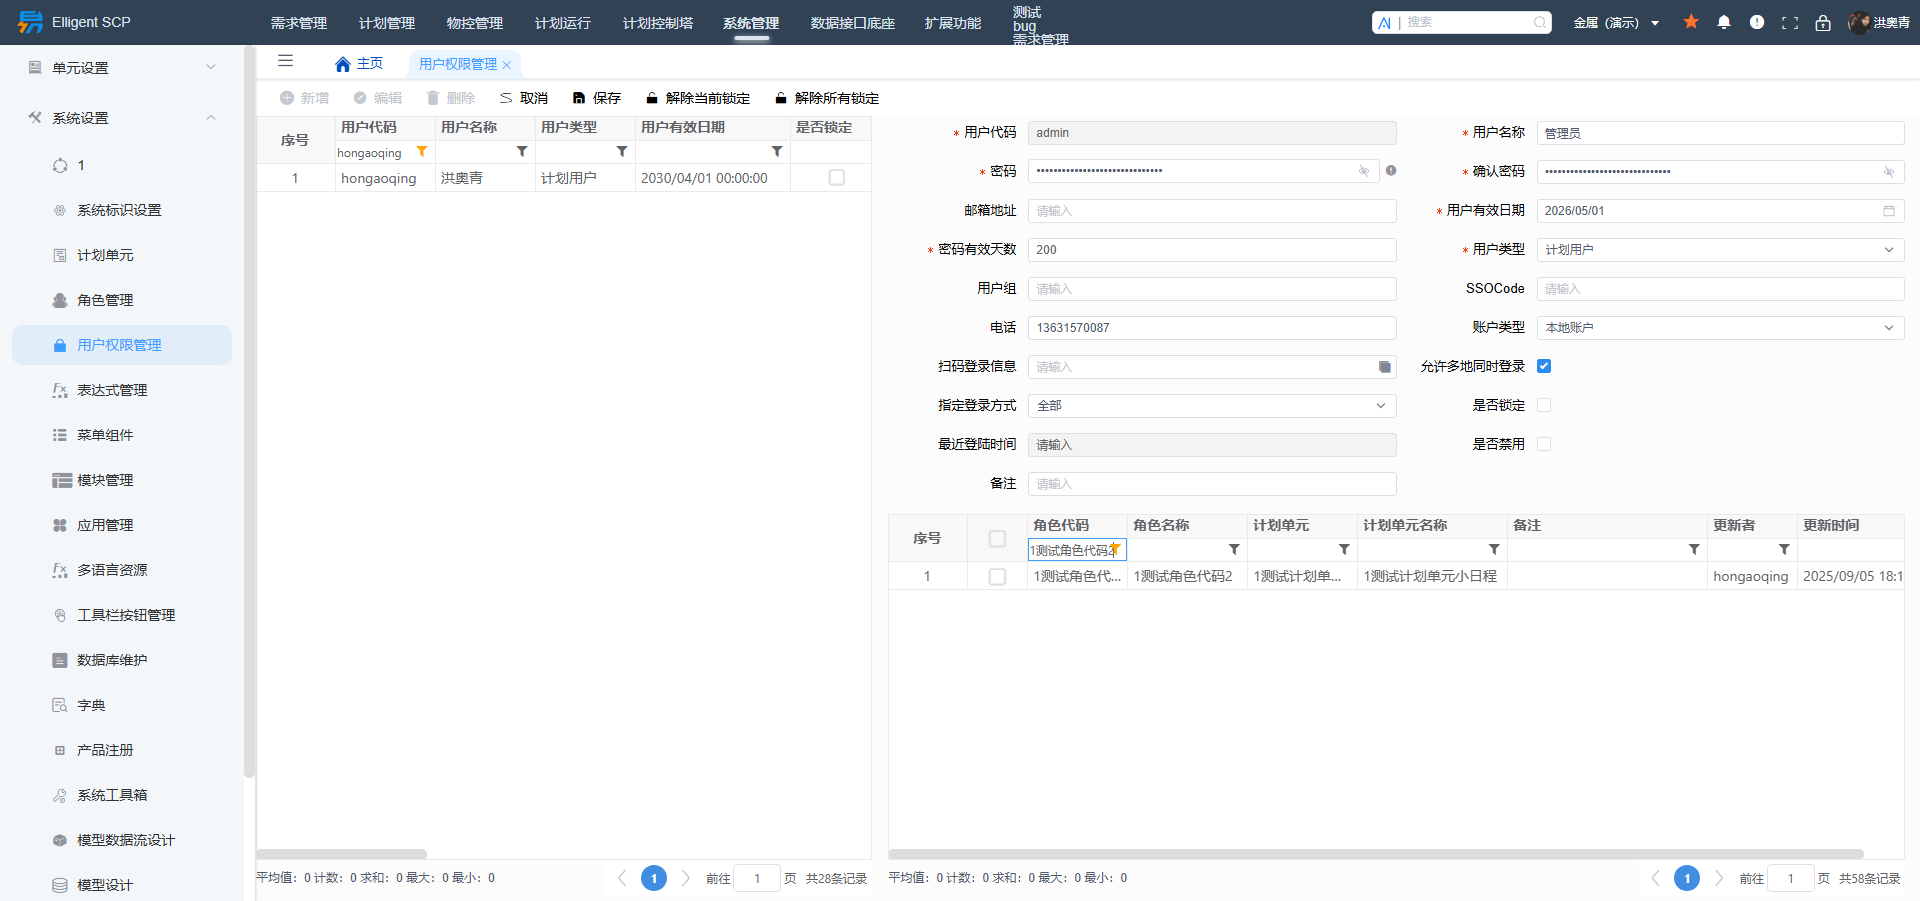 Elligent SCP
需求管理
计划管理
物控管理
计划运行
计划控制塔
系统管理
数据接口底座
扩展功能
测试
bug
需求管理
搜索
金属（演示）
洪奥青
单元设置
系统设置
1
系统标识设置
计划单元
角色管理
用户权限管理
表达式管理
菜单组件
模块管理
应用管理
多语言资源
工具栏按钮管理
数据库维护
字典
产品注册
系统工具箱
模型数据流设计
模型设计
主页
用户权限管理
新增 编辑 删除 取消 保存 解除当前锁定 解除所有锁定
序号 用户代码 用户名称 用户类型 用户有效日期 是否锁定
hongaoqing
1 hongaoqing 洪奥青 计划用户 2030/04/01 00:00:00
平均值：0 计数：0 求和：0 最大：0 最小：0
1 前往 1 页 共28条记录
* 用户代码 admin
* 用户名称 管理员
* 密码 ••••••••••••••••••••••••••••••
* 确认密码 ••••••••••••••••••••••••••••••
邮箱地址 请输入
* 用户有效日期 2026/05/01
* 密码有效天数 200
* 用户类型 计划用户
用户组 请输入
SSOCode 请输入
电话 13631570087
账户类型 本地账户
扫码登录信息 请输入
允许多地同时登录
指定登录方式 全部
是否锁定
最近登陆时间 请输入
是否禁用
备注 请输入
序号 角色代码 角色名称 计划单元 计划单元名称 备注 更新者 更新时间
1测试角色代码2
1 1测试角色代... 1测试角色代码2 1测试计划单... 1测试计划单元小日程 hongaoqing 2025/09/05 18:1
平均值：0 计数：0 求和：0 最大：0 最小：0
1 前往 1 页 共58条记录